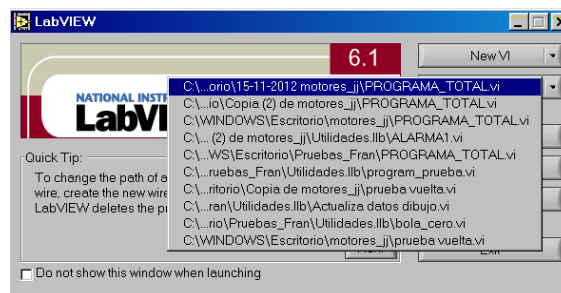 LabVIEW
6.1
New VI
NATIONAL INST
LabVI
C:\...orio\15-11-2012 motores_jj\PROGRAMA_TOTAL.vi
C:\...io\Copia (2) de motores_jj\PROGRAMA_TOTAL.vi
C:\WINDOWS\Escritorio\motores_jj\PROGRAMA_TOTAL.vi
C:\... (2) de motores_jj\Utilidades.llb\ALARMA1.vi
C:\...WS\Escritorio\Pruebas_Fran\PROGRAMA_TOTAL.vi
C:\...ruebas_Fran\Utilidades.llb\program_prueba.vi
C:\...ritorio\Copia de motores_jj\prueba vuelta.vi
C:\...ran\Utilidades.llb\Actualiza datos dibujo.vi
C:\...rio\Pruebas_Fran\Utilidades.llb\bola_cero.vi
C:\WINDOWS\Escritorio\motores_jj\prueba vuelta.vi
Quick Tip:
To change the path of a
wire, create the new wire
LabVIEW deletes the pr
Exit
Do not show this window when launching